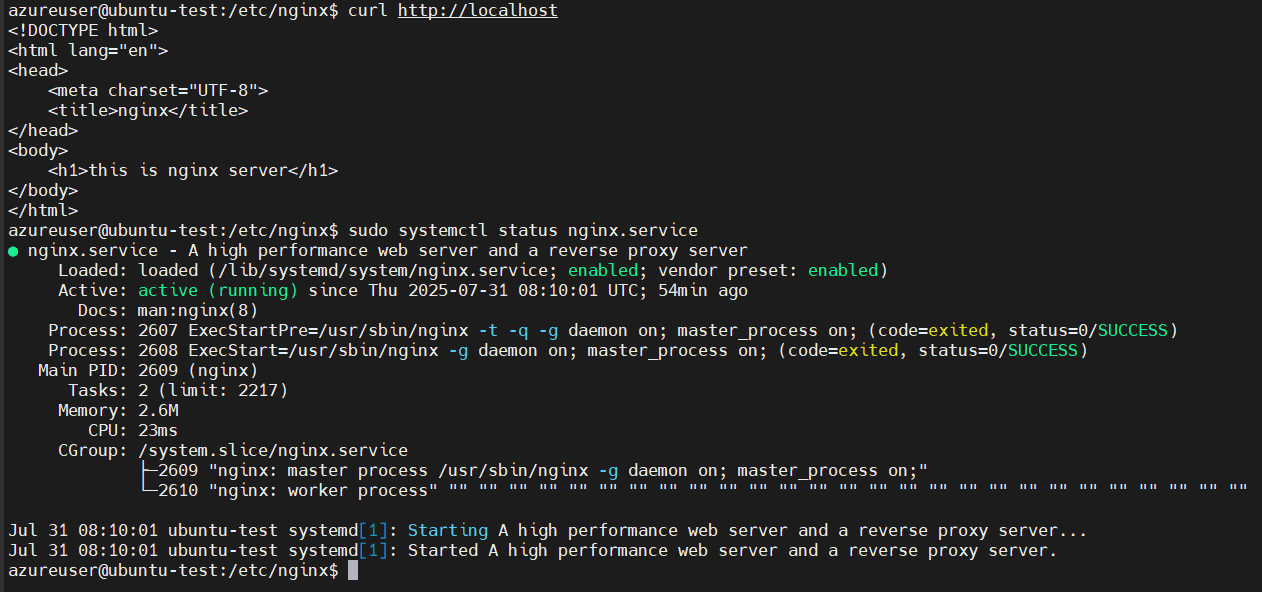 azureuser@ubuntu-test:/etc/nginx$ curl http://localhost
<!DOCTYPE html>
<html lang="en">
<head>
    <meta charset="UTF-8">
    <title>nginx</title>
</head>
<body>
    <h1>this is nginx server</h1>
</body>
</html>
azureuser@ubuntu-test:/etc/nginx$ sudo systemctl status nginx.service
● nginx.service - A high performance web server and a reverse proxy server
     Loaded: loaded (/lib/systemd/system/nginx.service; enabled; vendor preset: enabled)
     Active: active (running) since Thu 2025-07-31 08:10:01 UTC; 54min ago
       Docs: man:nginx(8)
    Process: 2607 ExecStartPre=/usr/sbin/nginx -t -q -g daemon on; master_process on; (code=exited, status=0/SUCCESS)
    Process: 2608 ExecStart=/usr/sbin/nginx -g daemon on; master_process on; (code=exited, status=0/SUCCESS)
   Main PID: 2609 (nginx)
      Tasks: 2 (limit: 2217)
     Memory: 2.6M
        CPU: 23ms
     CGroup: /system.slice/nginx.service
             ├─2609 "nginx: master process /usr/sbin/nginx -g daemon on; master_process on;"
             └─2610 "nginx: worker process" "" "" "" "" "" "" "" "" "" "" "" "" "" "" "" "" "" "" "" "" "" "" "" "" "" "" ""

Jul 31 08:10:01 ubuntu-test systemd[1]: Starting A high performance web server and a reverse proxy server...
Jul 31 08:10:01 ubuntu-test systemd[1]: Started A high performance web server and a reverse proxy server.
azureuser@ubuntu-test:/etc/nginx$